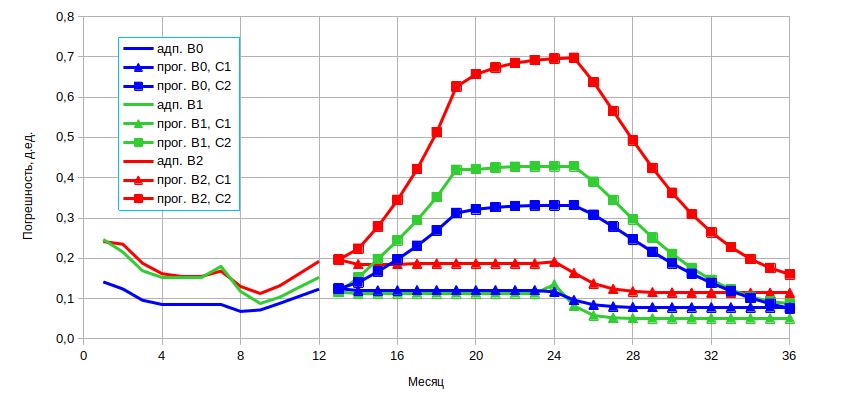 0,8
0,7
0,6
0,5
0,4
0,3
0,2
0,1
0,0
Погрешность, д.ед.
адп. B0
прог. B0, C1
прог. B0, C2
адп. B1
прог. B1, C1
прог. B1, C2
адп. B2
прог. B2, C1
прог. B2, C2
0 4 8 12 16 20 24 28 32 36
Месяц